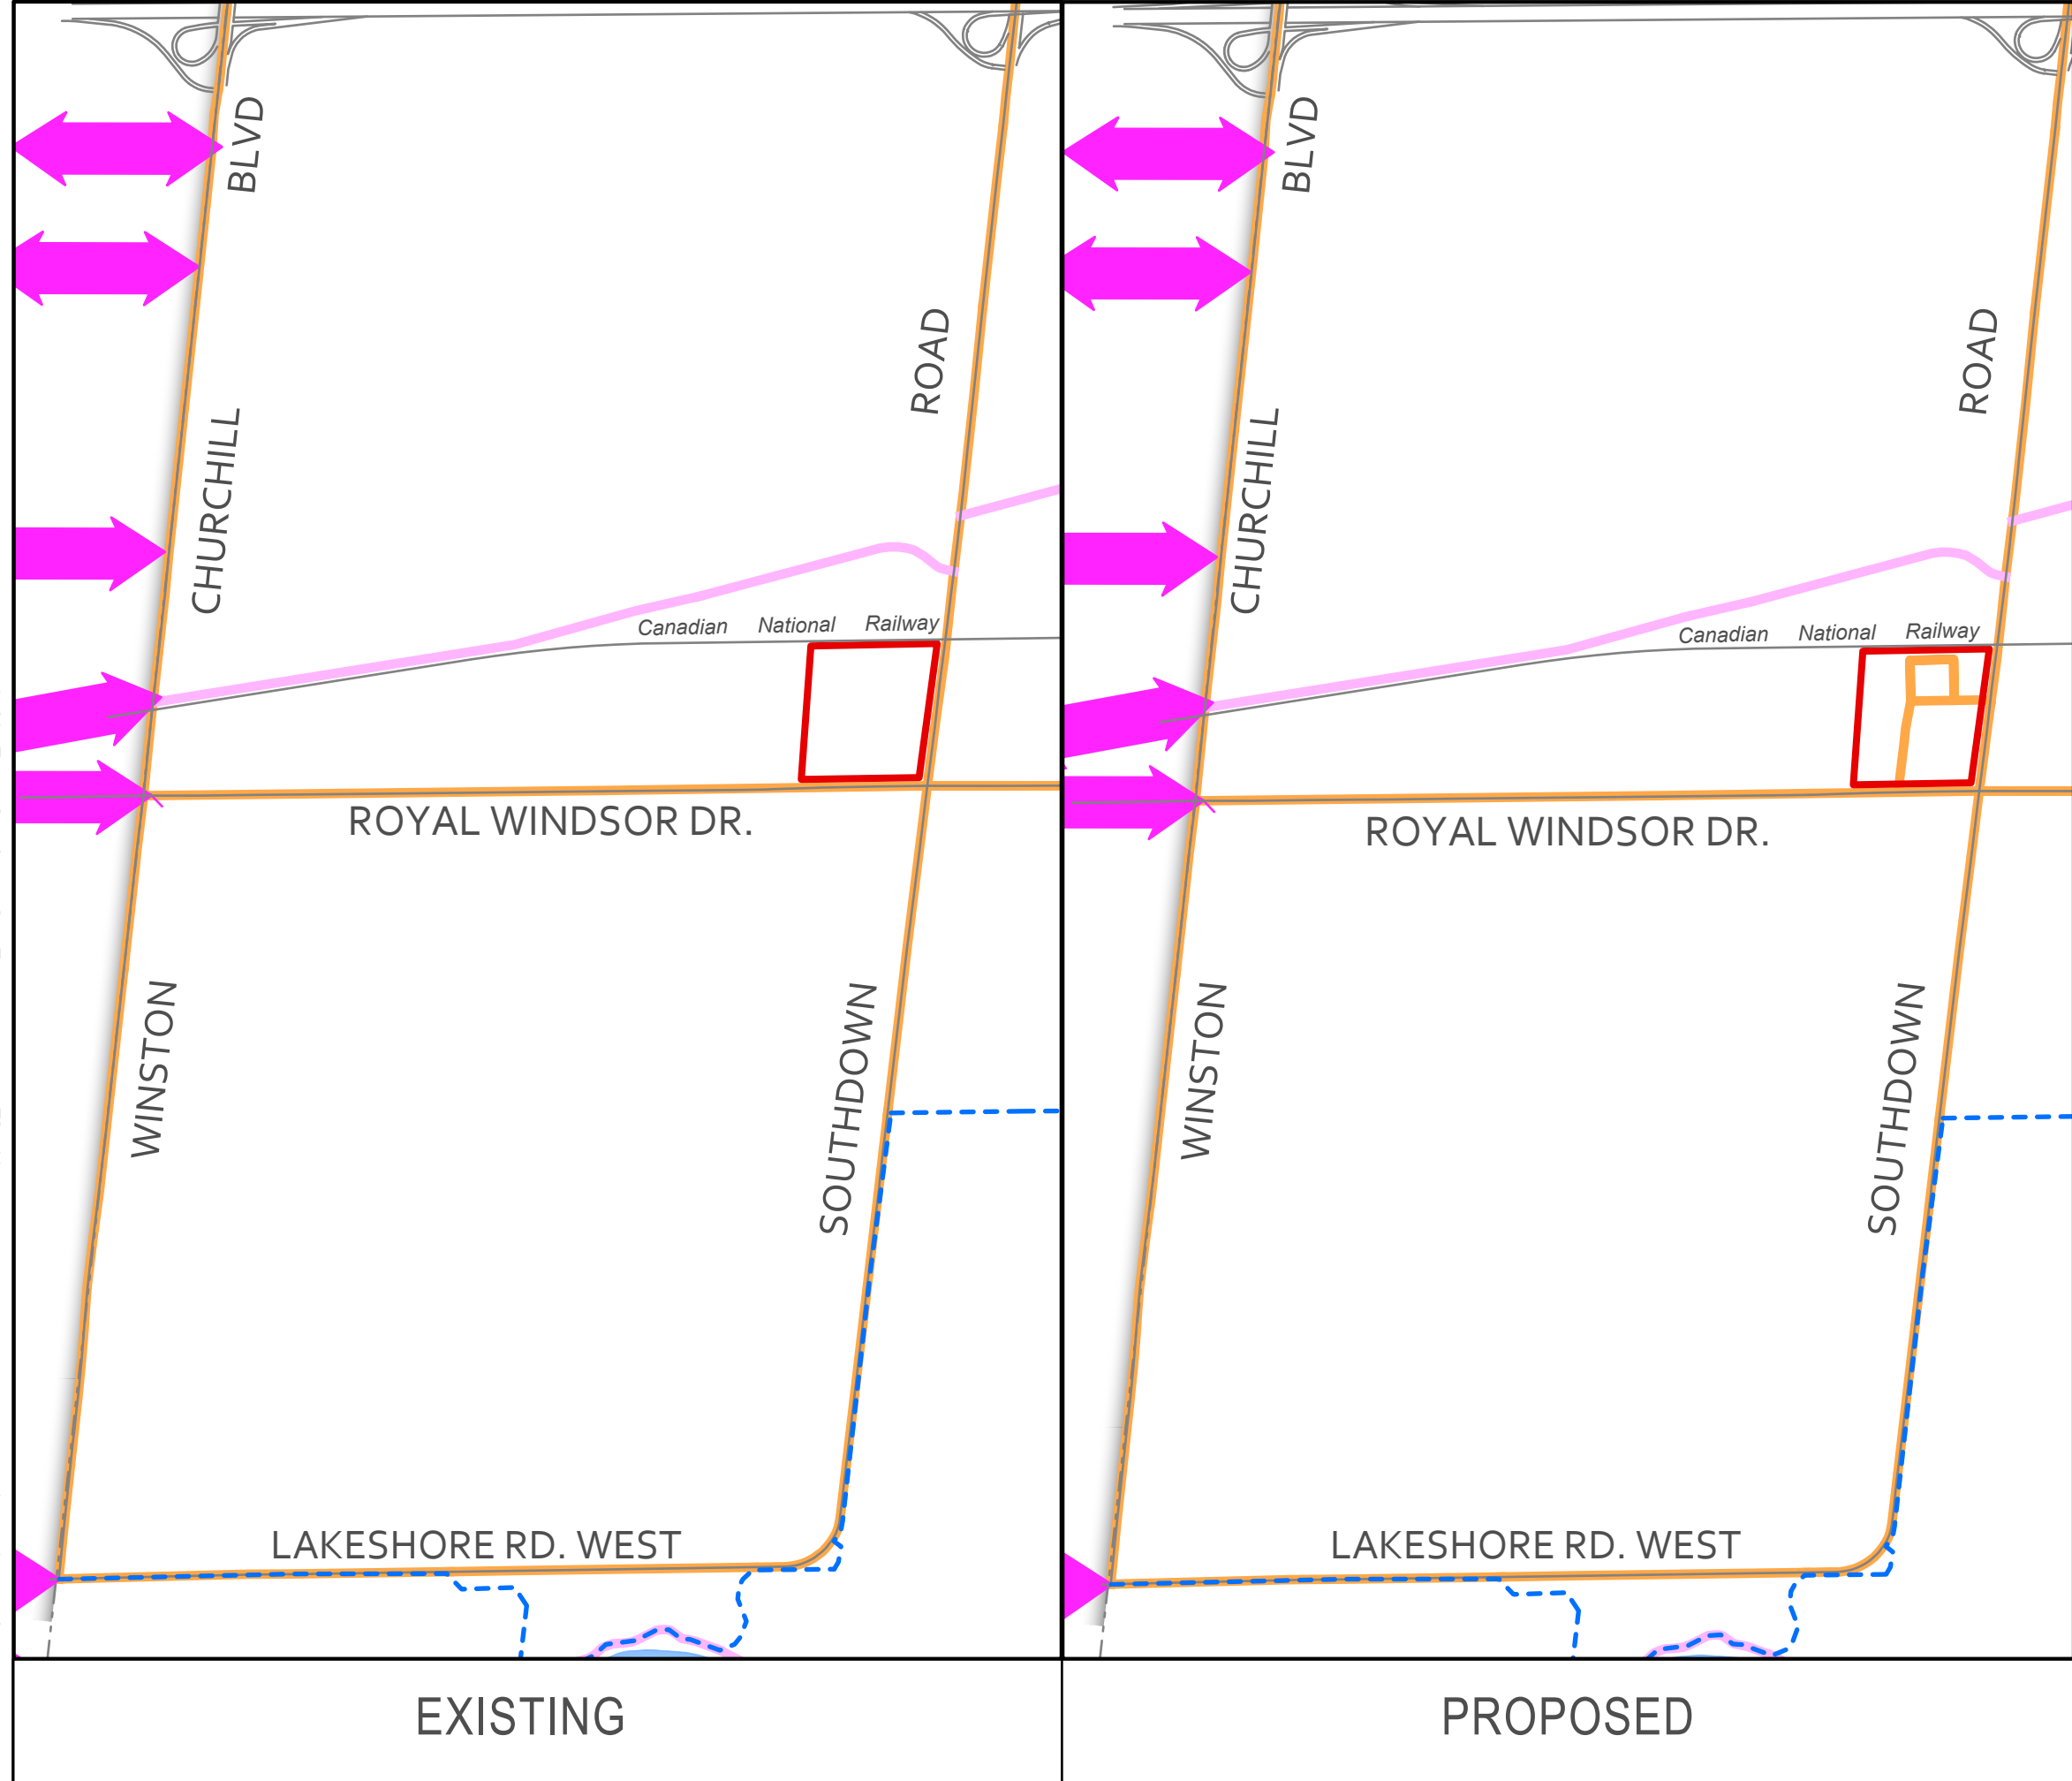 BLVD
ROAD
CHURCHILL
Canadian National Railway
ROYAL WINDSOR DR.
WINSTON
SOUTHDOWN
LAKESHORE RD. WEST
EXISTING
BLVD
ROAD
CHURCHILL
Canadian National Railway
ROYAL WINDSOR DR.
WINSTON
SOUTHDOWN
LAKESHORE RD. WEST
PROPOSED